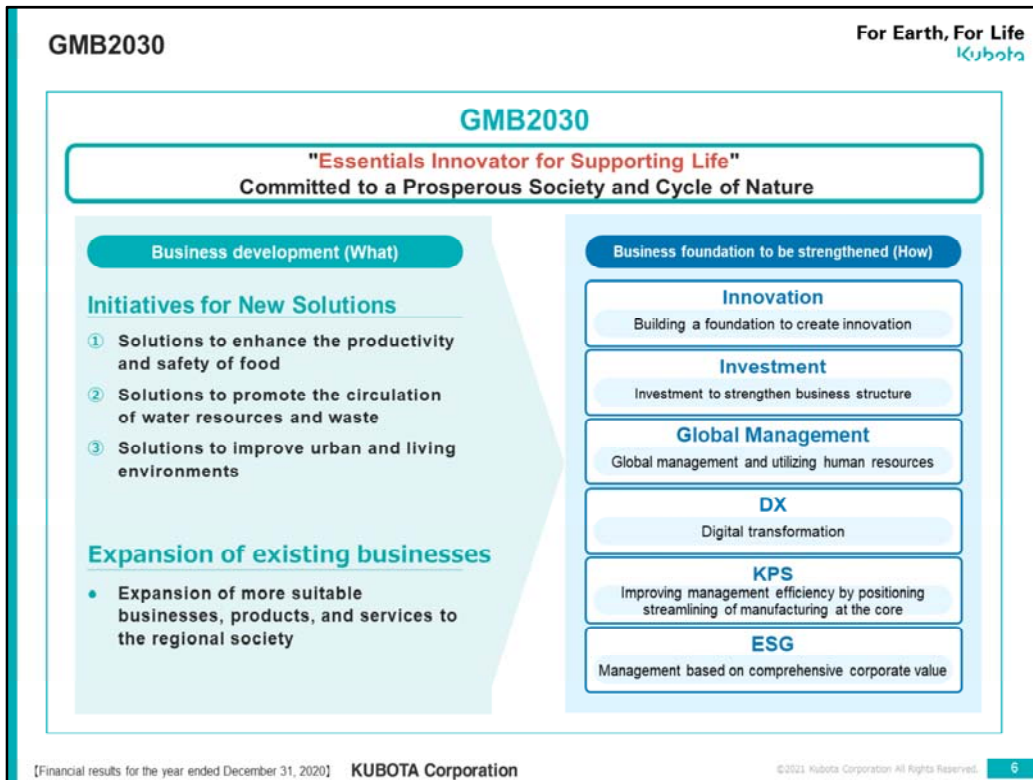 GMB2030
For Earth, For Life
Kubota
GMB2030
"Essentials Innovator for Supporting Life"
Committed to a Prosperous Society and Cycle of Nature
Business development (What)
Initiatives for New Solutions
① Solutions to enhance the productivity
and safety of food
② Solutions to promote the circulation
of water resources and waste
③ Solutions to improve urban and living
environments
Expansion of existing businesses
• Expansion of more suitable
businesses, products, and services to
the regional society
Business foundation to be strengthened (How)
Innovation
Building a foundation to create innovation
Investment
Investment to strengthen business structure
Global Management
Global management and utilizing human resources
DX
Digital transformation
KPS
Improving management efficiency by positioning
streamlining of manufacturing at the core
ESG
Management based on comprehensive corporate value
【Financial results for the year ended December 31, 2020】 KUBOTA Corporation
©2021 Kubota Corporation All Rights Reserved. 6